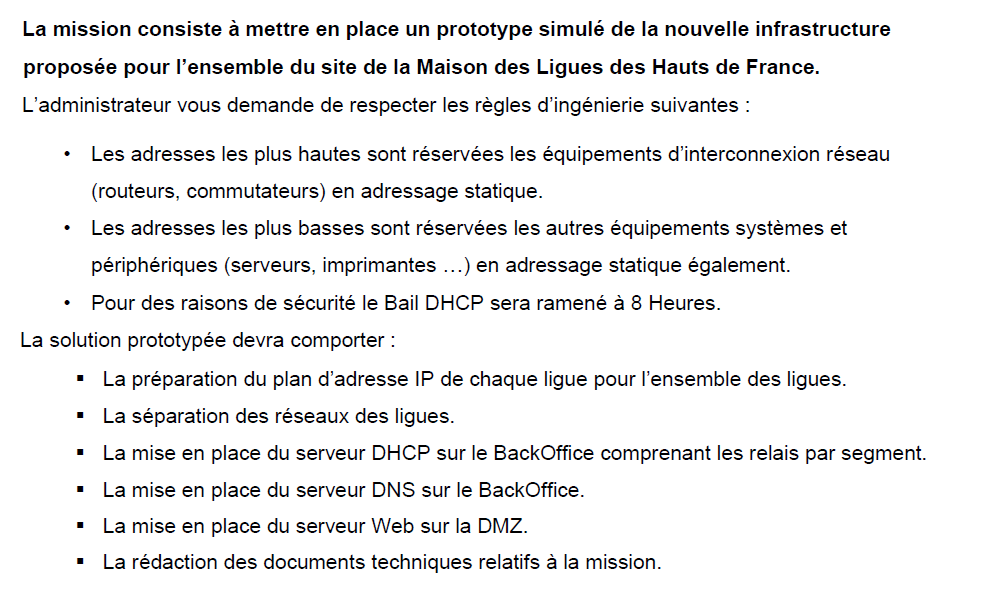 La mission consiste à mettre en place un prototype simulé de la nouvelle infrastructure
proposée pour l’ensemble du site de la Maison des Ligues des Hauts de France.
L’administrateur vous demande de respecter les règles d’ingénierie suivantes :
• Les adresses les plus hautes sont réservées les équipements d’interconnexion réseau
(routeurs, commutateurs) en adressage statique.
• Les adresses les plus basses sont réservées les autres équipements systèmes et
périphériques (serveurs, imprimantes …) en adressage statique également.
• Pour des raisons de sécurité le Bail DHCP sera ramené à 8 Heures.
La solution prototypée devra comporter :
▪ La préparation du plan d’adresse IP de chaque ligue pour l’ensemble des ligues.
▪ La séparation des réseaux des ligues.
▪ La mise en place du serveur DHCP sur le BackOffice comprenant les relais par segment.
▪ La mise en place du serveur DNS sur le BackOffice.
▪ La mise en place du serveur Web sur la DMZ.
▪ La rédaction des documents techniques relatifs à la mission.